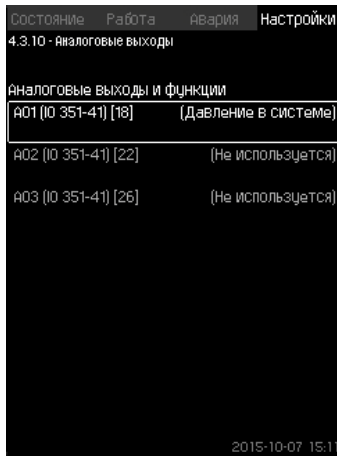 Состояние Работа Авария Настройки
4.3.10 - Аналоговые выходы
Аналоговые выходы и функции
AO1 (IO 351-41) [18] (Давление в системе)
AO2 (IO 351-41) [22] (Не используется)
AO3 (IO 351-41) [26] (Не используется)
2015-10-07 15:11